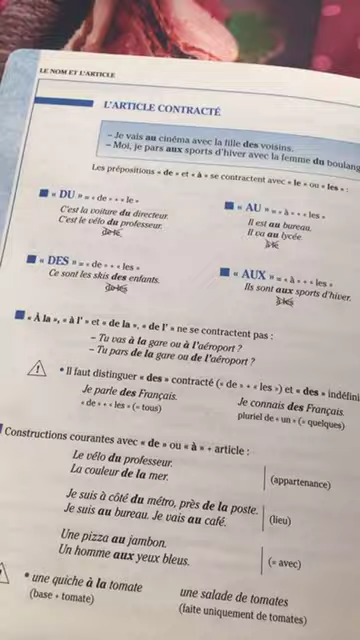 LE NOM ET L'ARTICLE
L'ARTICLE CONTRACTÉ
– Je vais au cinéma avec la fille des voisins.
– Moi, je pars aux sports d'hiver avec la femme du boulang
Les prépositions « de » et « à » se contractent avec « le » ou « les » :
■ « DU » = « de » + « le »
C'est la voiture du directeur.
C'est le vélo du professeur.
de le
■ « AU » = « à » + « les »
Il est au bureau.
Il va au lycée.
à le
■ « DES » = « de » + « les »
Ce sont les skis des enfants.
de les
■ « AUX » = « à » + « les »
Ils sont aux sports d'hiver.
à les
■ « À la », « à l' » et « de la », « de l' » ne se contractent pas :
– Tu vas à la gare ou à l'aéroport ?
– Tu pars de la gare ou de l'aéroport ?
• Il faut distinguer « des » contracté (« de » + « les ») et « des » indéfini
Je parle des Français.
« de » + « les » (= tous)
Je connais des Français.
pluriel de « un » (= quelques)
Constructions courantes avec « de » ou « à » + article :
Le vélo du professeur.
La couleur de la mer.
(appartenance)
Je suis à côté du métro, près de la poste.
Je suis au bureau. Je vais au café.
(lieu)
Une pizza au jambon.
Un homme aux yeux bleus.
(= avec)
• une quiche à la tomate
(base + tomate)
une salade de tomates
(faite uniquement de tomates)